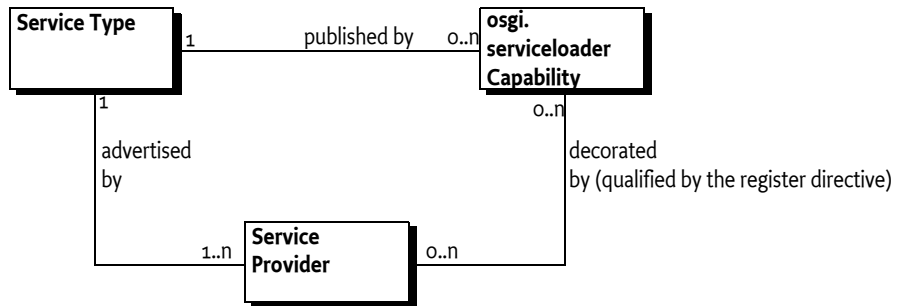 Service Type
osgi.
serviceloader
Capability
1
published by
0..n
1
0..n
advertised
by
decorated
by (qualified by the register directive)
Service
Provider
1..n
0..n